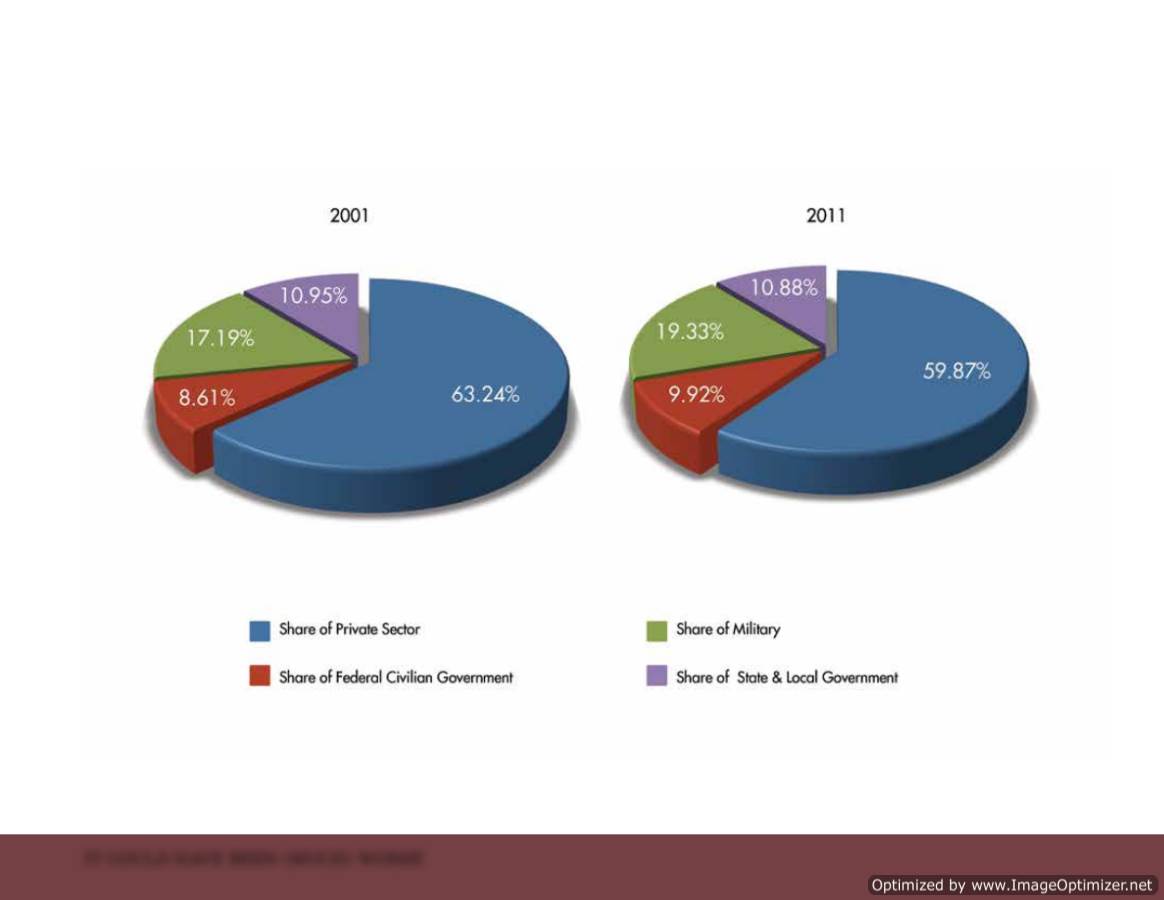 2001
2011
10.95%
17.19%
8.61%
63.24%
10.88%
19.33%
9.92%
59.87%
Share of Private Sector
Share of Military
Share of Federal Civilian Government
Share of State & Local Government
Optimized by www.ImageOptimizer.net